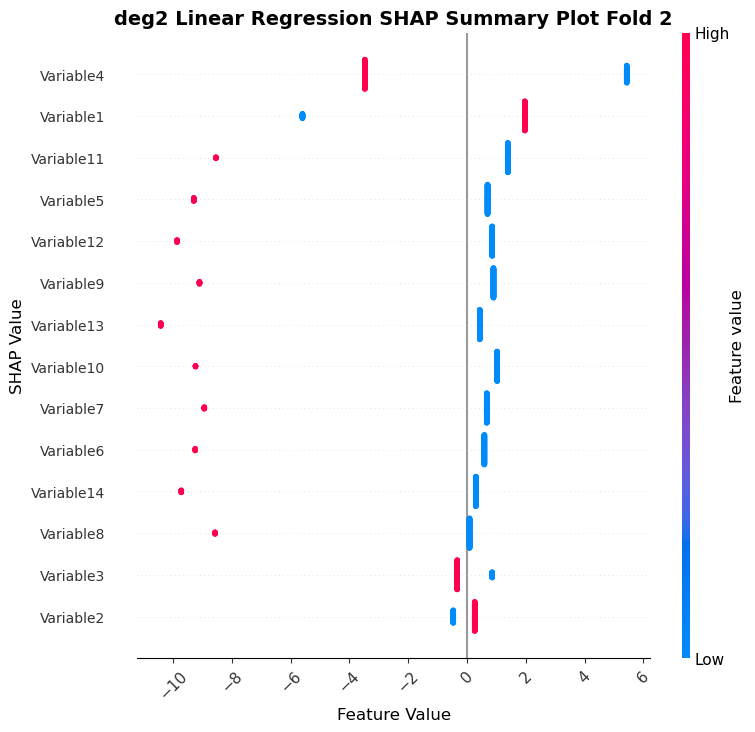 deg2 Linear Regression SHAP Summary Plot Fold 2
High
Variable4
Variable1
Variable11
Variable5
Variable12
Variable9
Variable13
Variable10
Variable7
Variable6
Variable14
Variable8
Variable3
Variable2
SHAP Value
Feature value
Low
−10
−8
−6
−4
−2
0
2
4
6
Feature Value